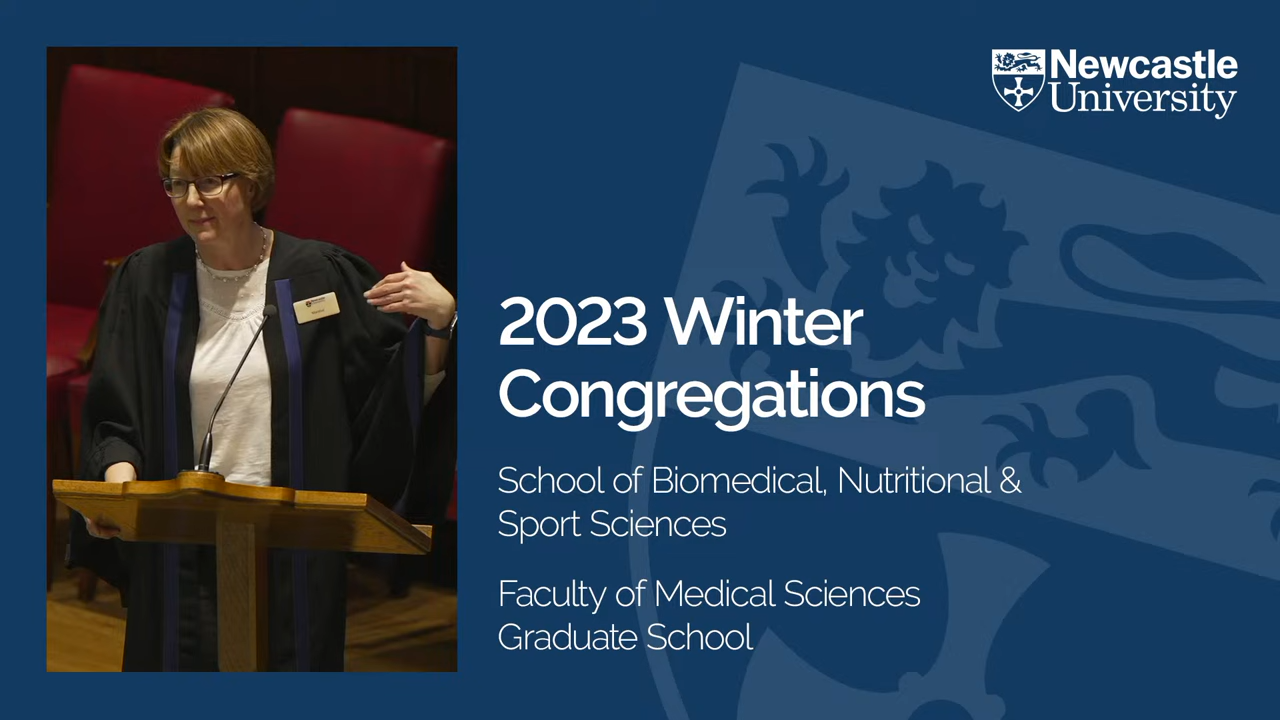 Newcastle
University
2023 Winter
Congregations
School of Biomedical, Nutritional &
Sport Sciences
Faculty of Medical Sciences
Graduate School